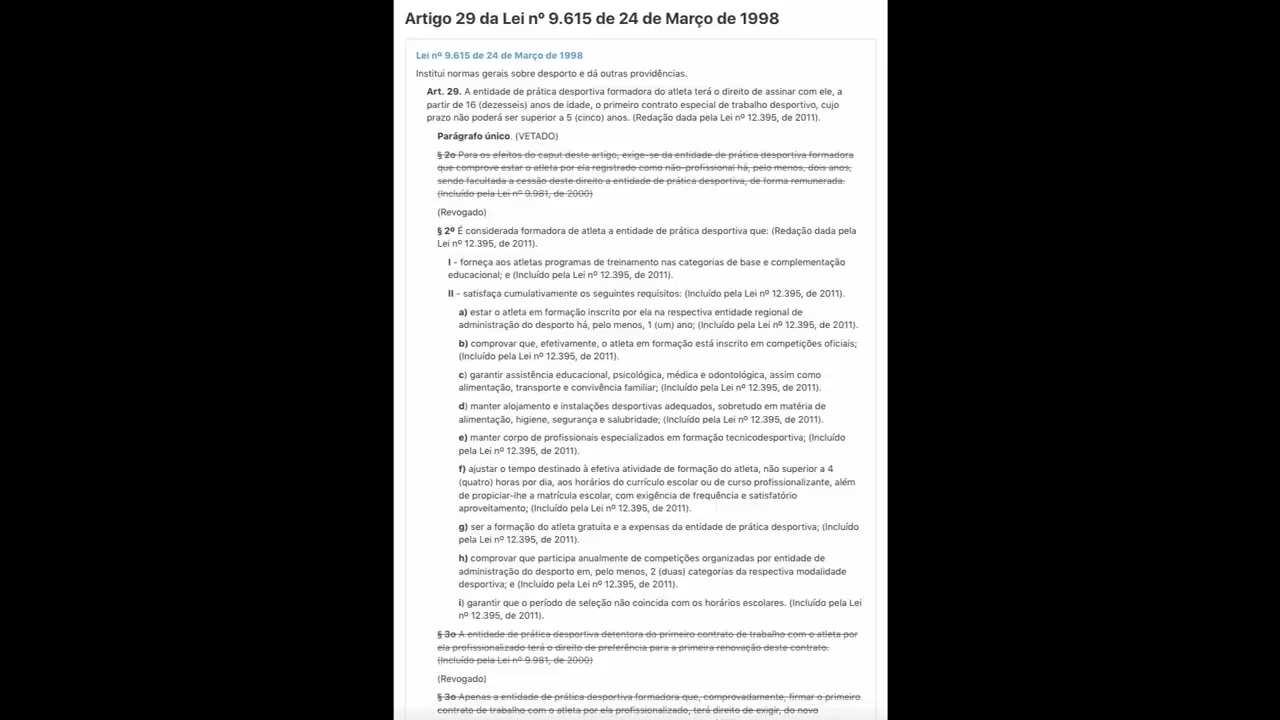 Artigo 29 da Lei nº 9.615 de 24 de Março de 1998
Lei nº 9.615 de 24 de Março de 1998
Institui normas gerais sobre desporto e dá outras providências.
Art. 29. A entidade de prática desportiva formadora do atleta terá o direito de assinar com ele, a
partir de 16 (dezesseis) anos de idade, o primeiro contrato especial de trabalho desportivo, cujo
prazo não poderá ser superior a 5 (cinco) anos. (Redação dada pela Lei nº 12.395, de 2011).
Parágrafo único. (VETADO)
§ 2o Para os efeitos do caput deste artigo, exige-se da entidade de prática desportiva formadora
que comprove estar o atleta por ela registrado como não-profissional há, pelo menos, dois anos,
sendo facultada a cessão deste direito a entidade de prática desportiva, de forma remunerada.
(Incluído pela Lei nº 9.981, de 2000)
(Revogado)
§ 2º É considerada formadora de atleta a entidade de prática desportiva que: (Redação dada pela
Lei nº 12.395, de 2011).
I - forneça aos atletas programas de treinamento nas categorias de base e complementação
educacional; e (Incluído pela Lei nº 12.395, de 2011).
II - satisfaça cumulativamente os seguintes requisitos: (Incluído pela Lei nº 12.395, de 2011).
a) estar o atleta em formação inscrito por ela na respectiva entidade regional de
administração do desporto há, pelo menos, 1 (um) ano; (Incluído pela Lei nº 12.395, de 2011).
b) comprovar que, efetivamente, o atleta em formação está inscrito em competições oficiais;
(Incluído pela Lei nº 12.395, de 2011).
c) garantir assistência educacional, psicológica, médica e odontológica, assim como
alimentação, transporte e convivência familiar; (Incluído pela Lei nº 12.395, de 2011).
d) manter alojamento e instalações desportivas adequados, sobretudo em matéria de
alimentação, higiene, segurança e salubridade; (Incluído pela Lei nº 12.395, de 2011).
e) manter corpo de profissionais especializados em formação tecnicodesportiva; (Incluído
pela Lei nº 12.395, de 2011).
f) ajustar o tempo destinado à efetiva atividade de formação do atleta, não superior a 4
(quatro) horas por dia, aos horários do currículo escolar ou de curso profissionalizante, além
de propiciar-lhe a matrícula escolar, com exigência de frequência e satisfatório
aproveitamento; (Incluído pela Lei nº 12.395, de 2011).
g) ser a formação do atleta gratuita e a expensas da entidade de prática desportiva; (Incluído
pela Lei nº 12.395, de 2011).
h) comprovar que participa anualmente de competições organizadas por entidade de
administração do desporto em, pelo menos, 2 (duas) categorias da respectiva modalidade
desportiva; e (Incluído pela Lei nº 12.395, de 2011).
i) garantir que o período de seleção não coincida com os horários escolares. (Incluído pela Lei
nº 12.395, de 2011).
§ 3o A entidade de prática desportiva detentora do primeiro contrato de trabalho com o atleta por
ela profissionalizado terá o direito de preferência para a primeira renovação deste contrato.
(Incluído pela Lei nº 9.981, de 2000)
(Revogado)
§ 3o Apenas a entidade de prática desportiva formadora que, comprovadamente, firmar o primeiro
contrato de trabalho com o atleta por ela profissionalizado, terá direito de exigir, do novo